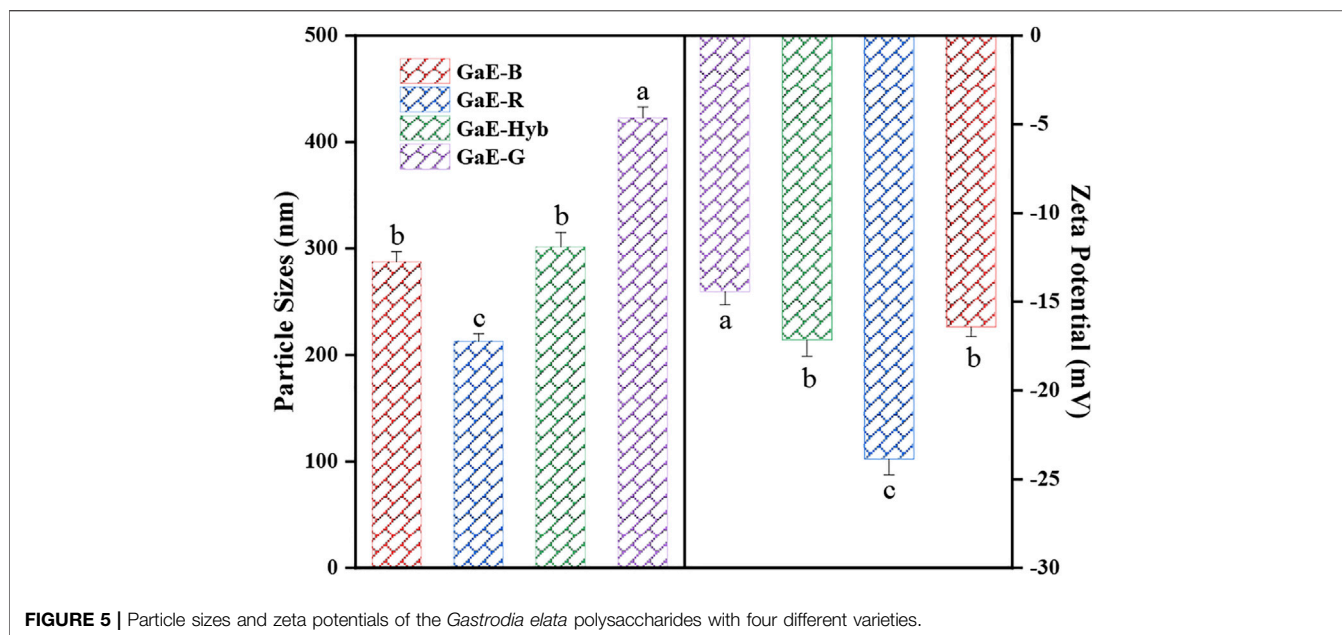 500
400
300
200
100
0
Particle Sizes (nm)
GaE-B
GaE-R
GaE-Hyb
GaE-G
b
c
b
a
a
b
c
b
0
-5
-10
-15
-20
-25
-30
Zeta Potential (mV)
FIGURE 5 | Particle sizes and zeta potentials of the Gastrodia elata polysaccharides with four different varieties.